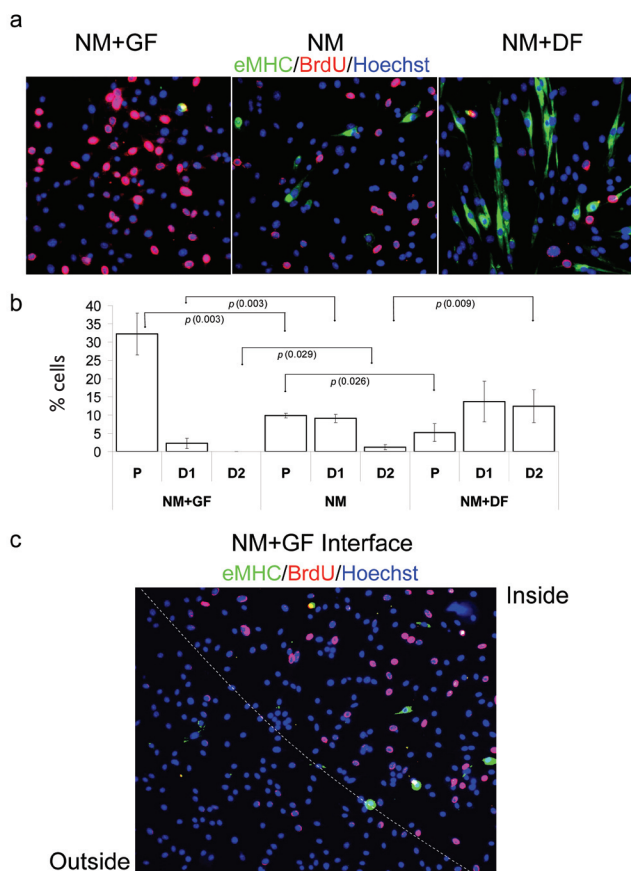 a
NM+GF NM NM+DF
eMHC/BrdU/Hoechst
b
p (0.003) p (0.009)
p (0.003)
p (0.029)
p (0.026)
% cells
40
35
30
25
20
15
10
5
0
P D1 D2 P D1 D2 P D1 D2
NM+GF NM NM+DF
c
NM+GF Interface
eMHC/BrdU/Hoechst
Inside
Outside